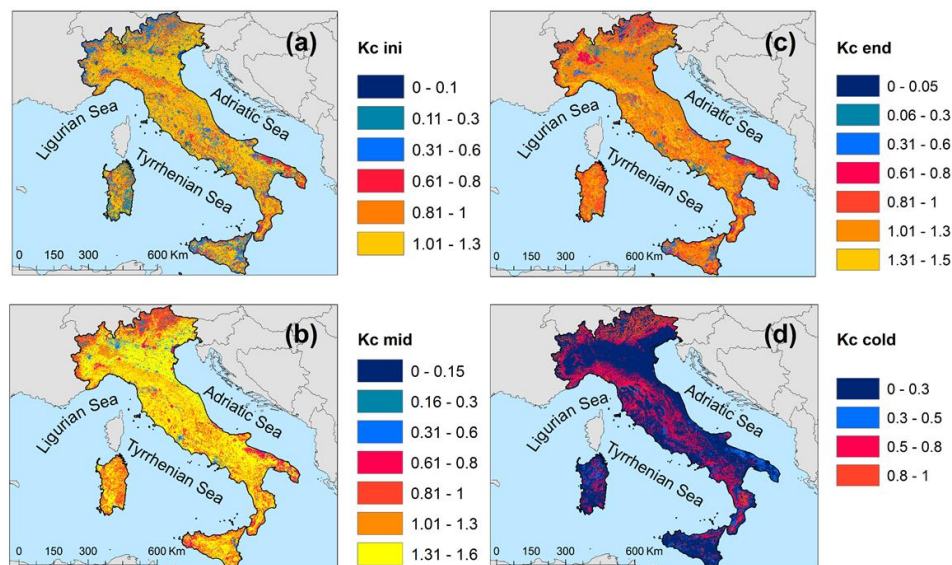 (a)
Ligurian Sea
Adriatic Sea
Tyrrhenian Sea
0 150 300 600 Km
Kc ini
0 - 0.1
0.11 - 0.3
0.31 - 0.6
0.61 - 0.8
0.81 - 1
1.01 - 1.3
(c)
Ligurian Sea
Adriatic Sea
Tyrrhenian Sea
0 150 300 600 Km
Kc end
0 - 0.05
0.06 - 0.3
0.31 - 0.6
0.61 - 0.8
0.81 - 1
1.01 - 1.3
1.31 - 1.5
(b)
Ligurian Sea
Adriatic Sea
Tyrrhenian Sea
0 150 300 600 Km
Kc mid
0 - 0.15
0.16 - 0.3
0.31 - 0.6
0.61 - 0.8
0.81 - 1
1.01 - 1.3
1.31 - 1.6
(d)
Ligurian Sea
Adriatic Sea
Tyrrhenian Sea
0 150 300 600 Km
Kc cold
0 - 0.3
0.3 - 0.5
0.5 - 0.8
0.8 - 1